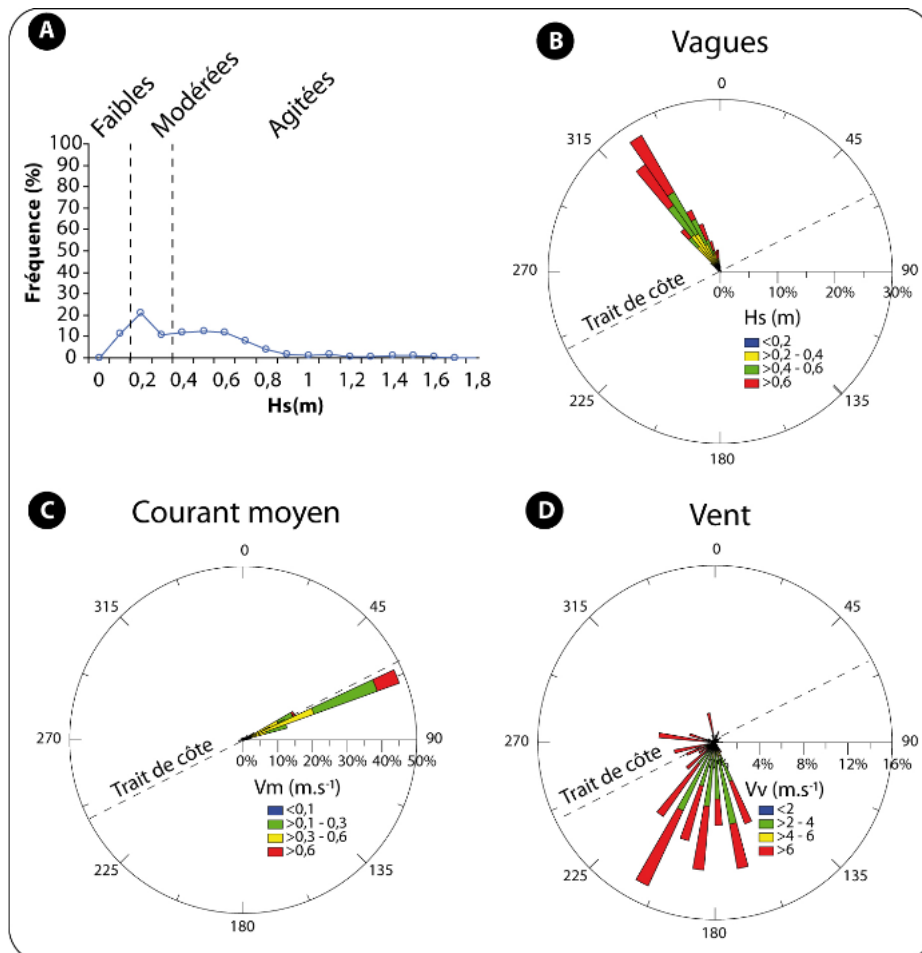 A
Faibles
Modérées
Agitées
Fréquence (%)
100
90
80
70
60
50
40
30
20
10
0
0 0,2 0,4 0,6 0,8 1 1,2 1,4 1,6 1,8
Hs(m)
B Vagues
0
315 45
Trait de côte
270 90
0% 10% 20% 30%
Hs (m)
<0,2
>0,2 - 0,4
>0,4 - 0,6
>0,6
225 135
180
C Courant moyen
0
315 45
270 90
0% 10% 20% 30% 40% 50%
Trait de côte
Vm (m.s⁻¹)
<0,1
>0,1 - 0,3
>0,3 - 0,6
>0,6
225 135
180
D Vent
0
315 45
270 90
4% 8% 12% 16%
Trait de côte
Vv (m.s⁻¹)
<2
>2 - 4
>4 - 6
>6
225 135
180